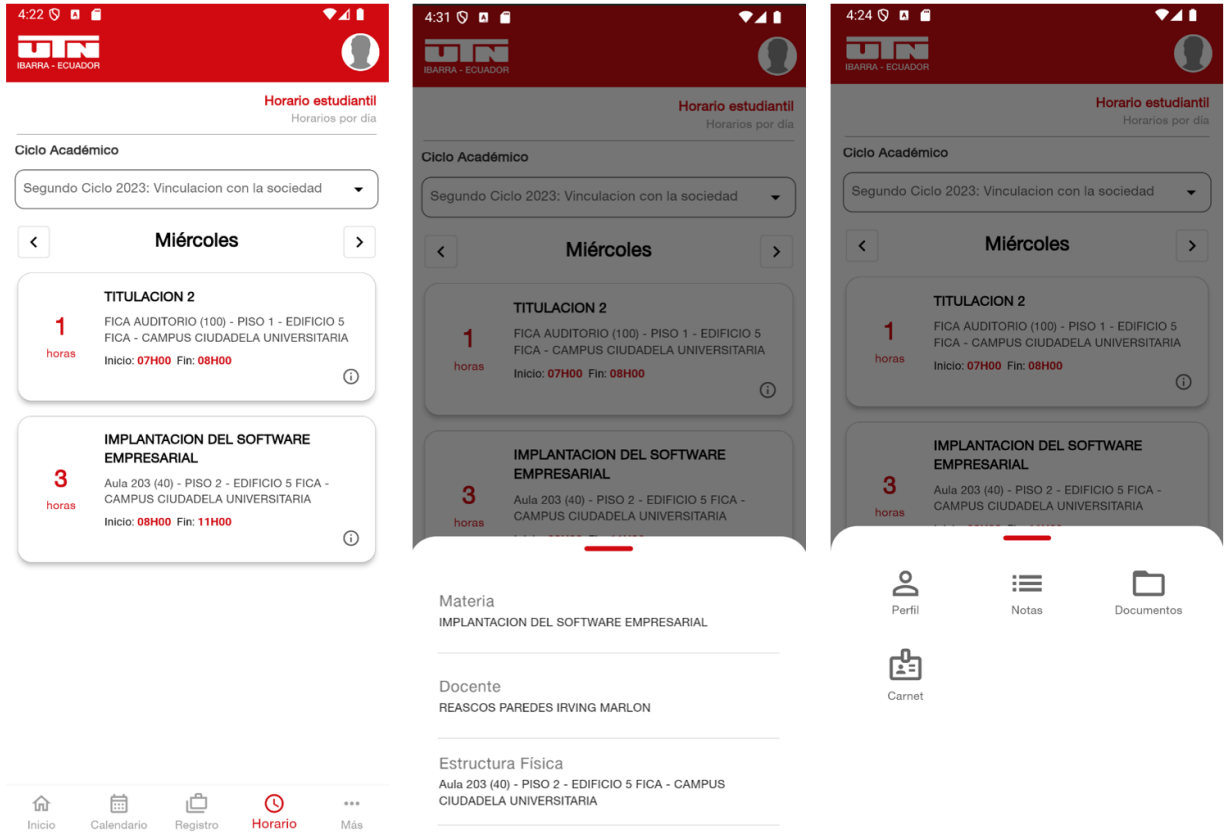 4:22
UTN
IBARRA - ECUADOR
Horario estudiantil
Horarios por día
Ciclo Académico
Segundo Ciclo 2023: Vinculacion con la sociedad
Miércoles
TITULACION 2
1
horas
FICA AUDITORIO (100) - PISO 1 - EDIFICIO 5
FICA - CAMPUS CIUDADELA UNIVERSITARIA
Inicio: 07H00 Fin: 08H00
IMPLANTACION DEL SOFTWARE
EMPRESARIAL
3
horas
Aula 203 (40) - PISO 2 - EDIFICIO 5 FICA -
CAMPUS CIUDADELA UNIVERSITARIA
Inicio: 08H00 Fin: 11H00
Inicio
Calendario
Registro
Horario
Más
4:31
UTN
IBARRA - ECUADOR
Horario estudiantil
Horarios por día
Ciclo Académico
Segundo Ciclo 2023: Vinculacion con la sociedad
Miércoles
TITULACION 2
1
horas
FICA AUDITORIO (100) - PISO 1 - EDIFICIO 5
FICA - CAMPUS CIUDADELA UNIVERSITARIA
Inicio: 07H00 Fin: 08H00
IMPLANTACION DEL SOFTWARE
EMPRESARIAL
3
horas
Aula 203 (40) - PISO 2 - EDIFICIO 5 FICA -
CAMPUS CIUDADELA UNIVERSITARIA
Materia
IMPLANTACION DEL SOFTWARE EMPRESARIAL
Docente
REASCOS PAREDES IRVING MARLON
Estructura Física
Aula 203 (40) - PISO 2 - EDIFICIO 5 FICA - CAMPUS
CIUDADELA UNIVERSITARIA
4:24
UTN
IBARRA - ECUADOR
Horario estudiantil
Horarios por día
Ciclo Académico
Segundo Ciclo 2023: Vinculacion con la sociedad
Miércoles
TITULACION 2
1
horas
FICA AUDITORIO (100) - PISO 1 - EDIFICIO 5
FICA - CAMPUS CIUDADELA UNIVERSITARIA
Inicio: 07H00 Fin: 08H00
IMPLANTACION DEL SOFTWARE
EMPRESARIAL
3
horas
Aula 203 (40) - PISO 2 - EDIFICIO 5 FICA -
CAMPUS CIUDADELA UNIVERSITARIA
Perfil
Notas
Documentos
Carnet